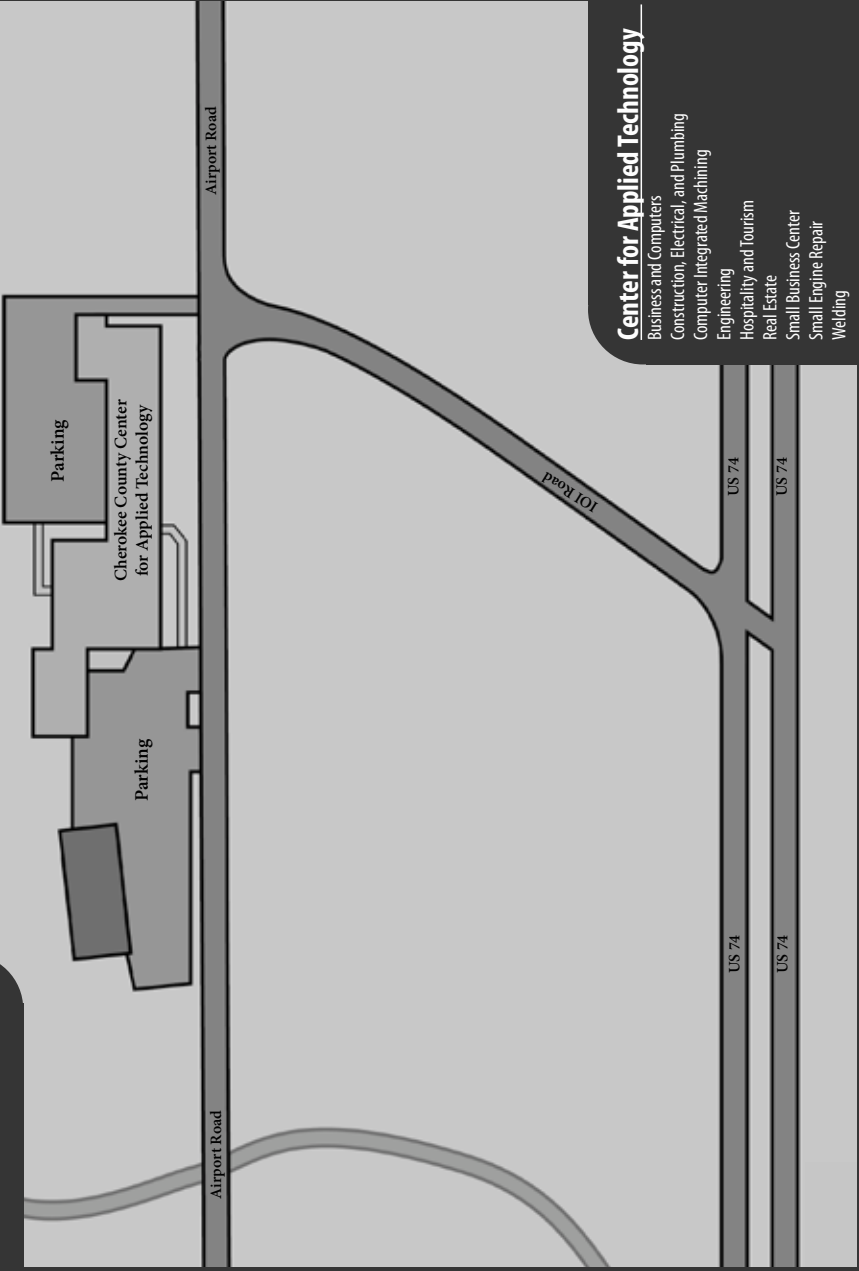 Parking
Cherokee County Center
for Applied Technology
Parking
Airport Road
Airport Road
IOI Road
US 74
US 74
US 74
US 74
Center for Applied Technology
Business and Computers
Construction, Electrical, and Plumbing
Computer Integrated Machining
Engineering
Hospitality and Tourism
Real Estate
Small Business Center
Small Engine Repair
Welding